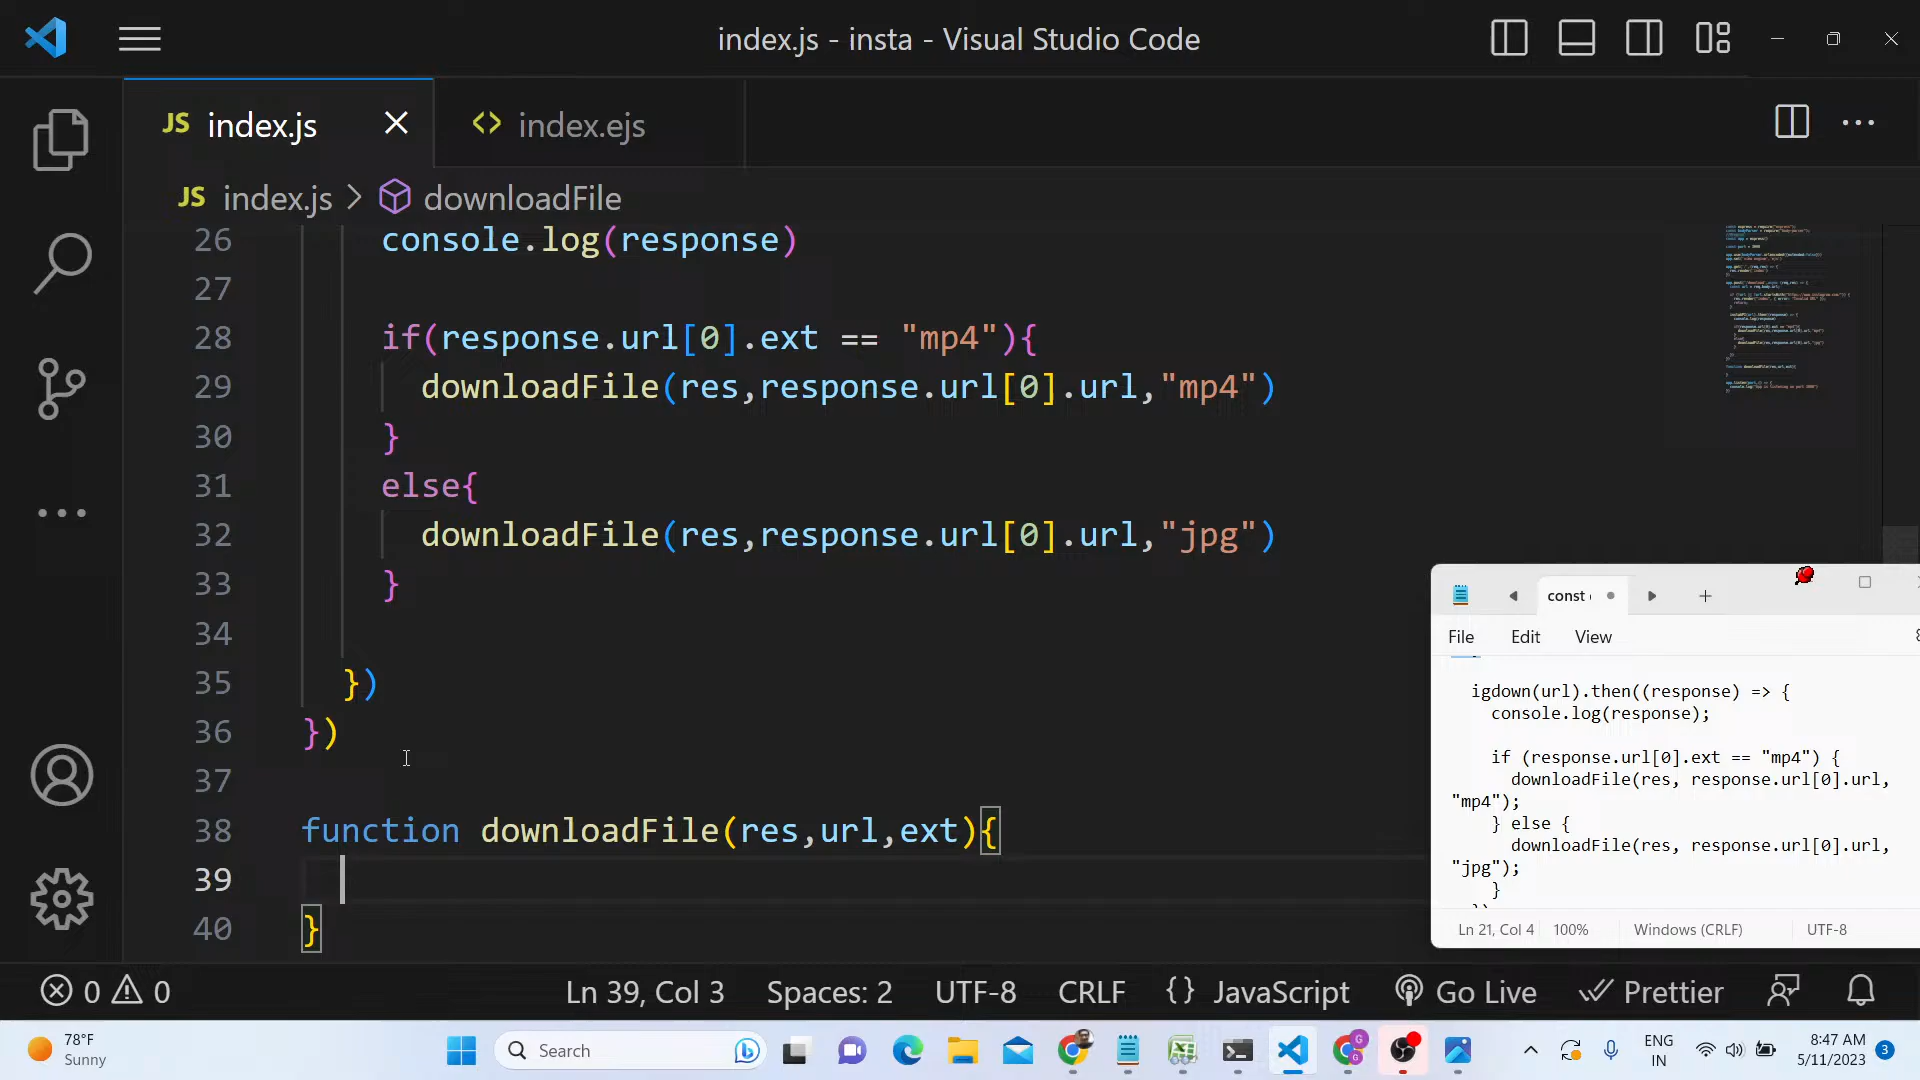 index.js - insta - Visual Studio Code
JS index.js
<> index.ejs
JS index.js > downloadFile
26 console.log(response)
27
28 if(response.url[0].ext == "mp4"){
29 downloadFile(res,response.url[0].url,"mp4")
30 }
31 else{
32 downloadFile(res,response.url[0].url,"jpg")
33 }
34
35 })
36 })
37
38 function downloadFile(res,url,ext){
39
40 }
const
File Edit View
igdown(url).then((response) => {
console.log(response);
if (response.url[0].ext == "mp4") {
downloadFile(res, response.url[0].url,
"mp4");
} else {
downloadFile(res, response.url[0].url,
"jpg");
}
Ln 21, Col 4 100% Windows (CRLF) UTF-8
0 0 Ln 39, Col 3 Spaces: 2 UTF-8 CRLF {} JavaScript Go Live Prettier
78°F
Sunny
Search
ENG
IN
8:47 AM
5/11/2023
3